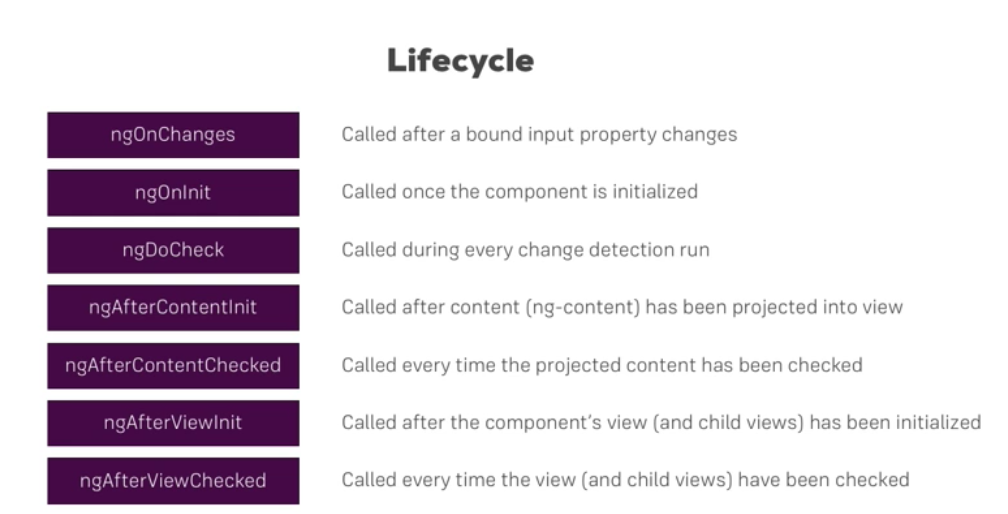 Lifecycle
ngOnChanges Called after a bound input property changes
ngOnInit Called once the component is initialized
ngDoCheck Called during every change detection run
ngAfterContentInit Called after content (ng-content) has been projected into view
ngAfterContentChecked Called every time the projected content has been checked
ngAfterViewInit Called after the component's view (and child views) has been initialized
ngAfterViewChecked Called every time the view (and child views) have been checked